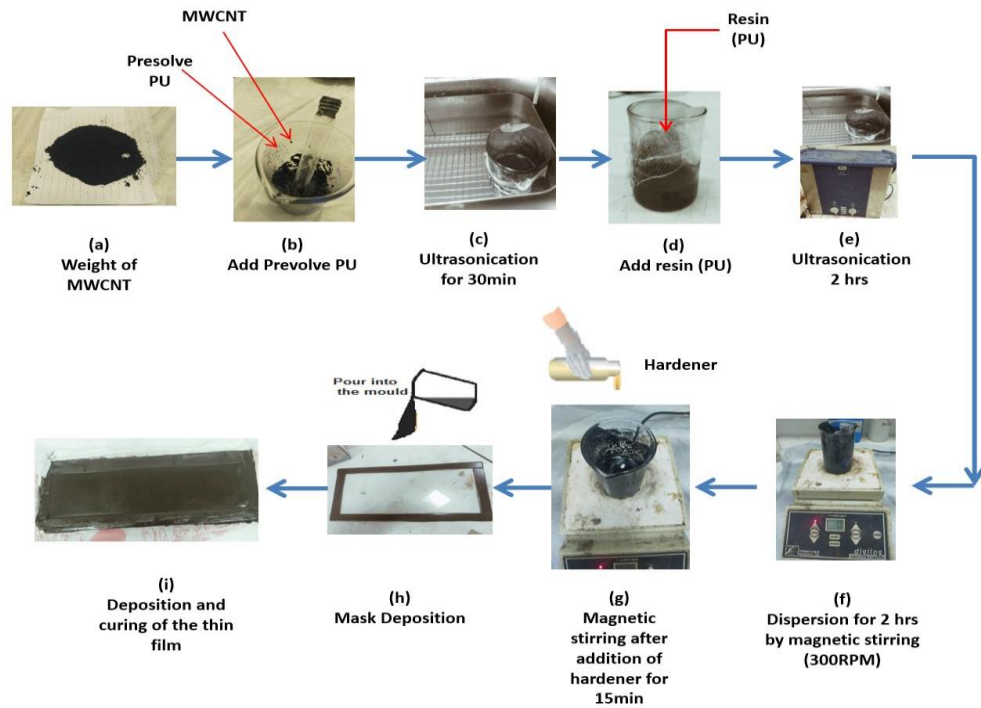 MWCNT
Presolve
PU
Resin
(PU)
(a)
Weight of
MWCNT
(b)
Add Prevolve PU
(c)
Ultrasonication
for 30min
(d)
Add resin (PU)
(e)
Ultrasonication
2 hrs
Pour into
the mould
Hardener
digilog
(i)
Deposition and
curing of the thin
film
(h)
Mask Deposition
(g)
Magnetic
stirring after
addition of
hardener for
15min
(f)
Dispersion for 2 hrs
by magnetic stirring
(300RPM)